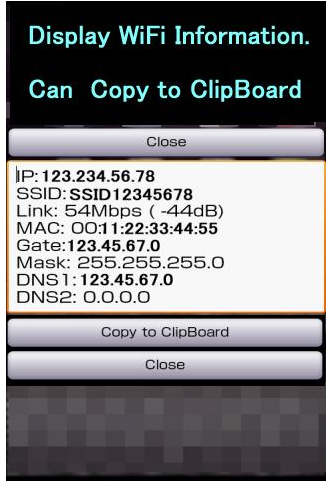 Display WiFi Information.
Can Copy to ClipBoard
Close
IP: 123.234.56.78
SSID: SSID12345678
Link: 54Mbps ( -44dB)
MAC: 00:11:22:33:44:55
Gate: 123.45.67.0
Mask: 255.255.255.0
DNS1: 123.45.67.0
DNS2: 0.0.0.0
Copy to ClipBoard
Close